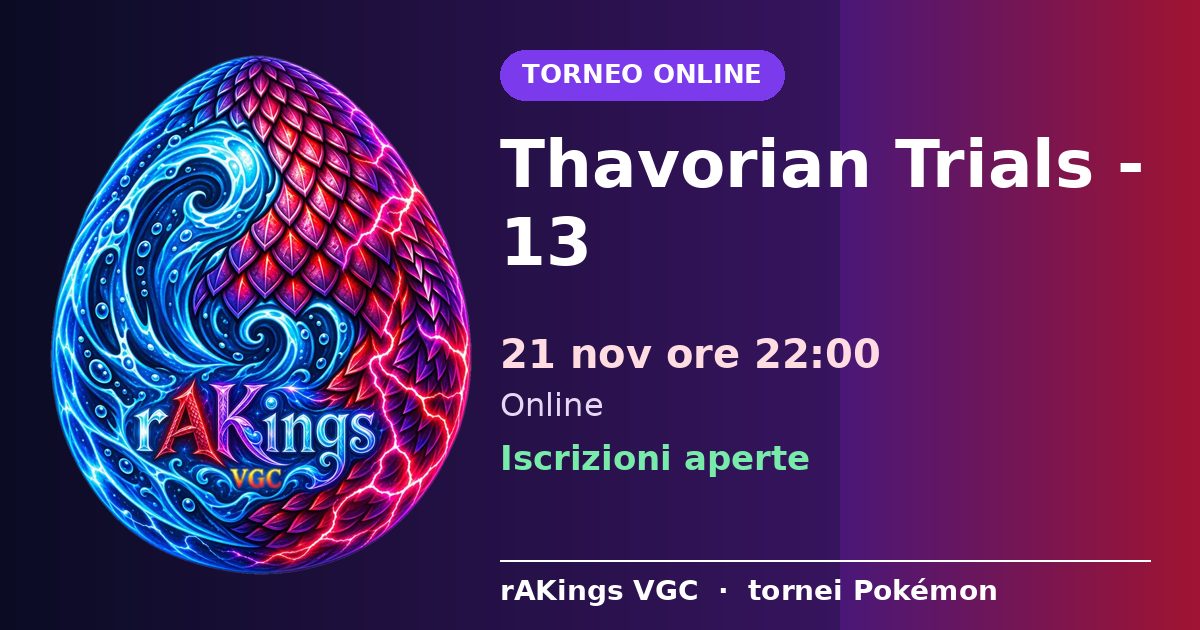 TORNEO ONLINE
Thavorian Trials -
13
21 nov ore 22:00
Online
Iscrizioni aperte
rAKings
VGC
rAKings VGC · tornei Pokémon